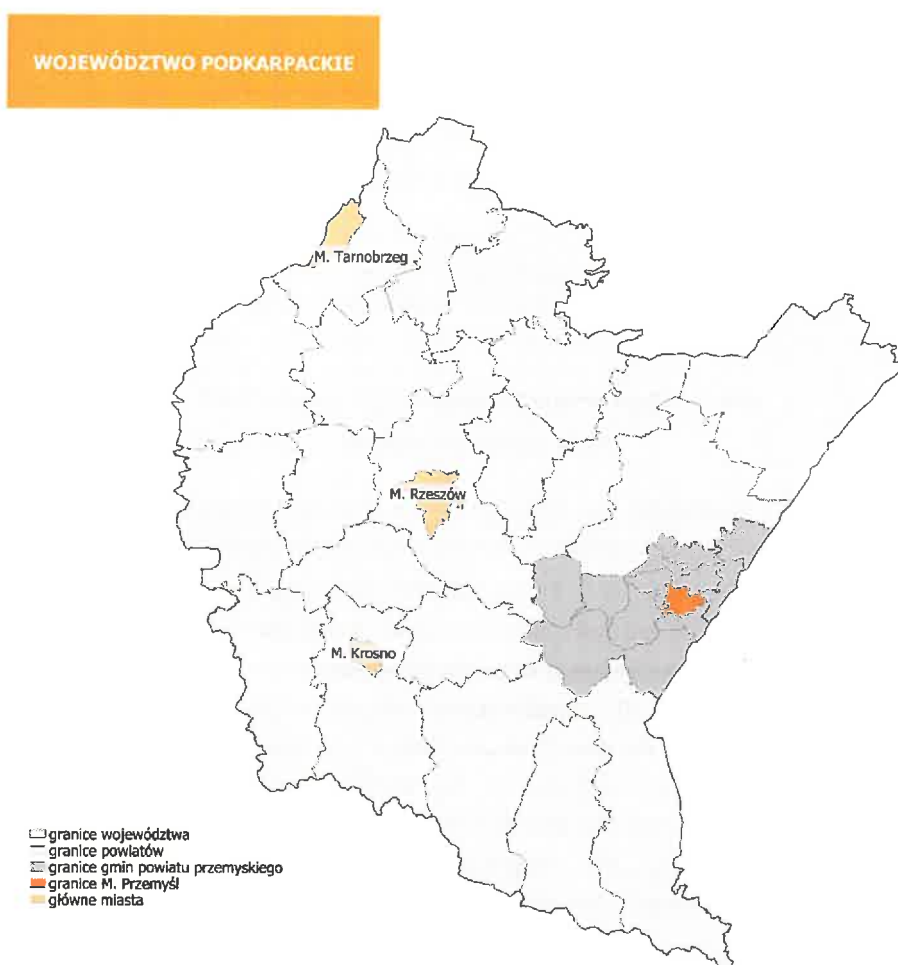 WOJEWÓDZTWO PODKARPACKIE
M. Tarnobrzeg
M. Rzeszów
M. Krosno
granice województwa
granice powiatów
granice gmin powiatu przemyskiego
granice M. Przemyśl
główne miasta